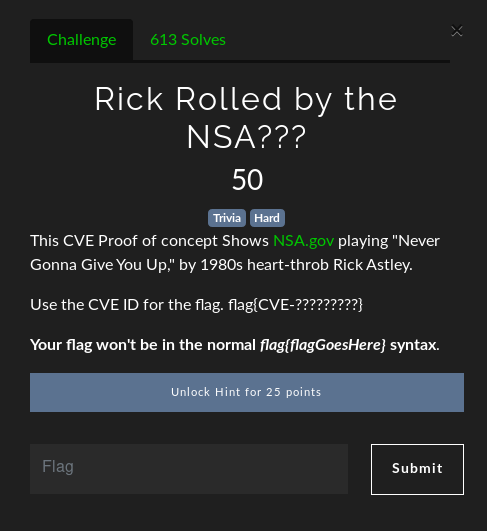 Challenge
613 Solves
×
Rick Rolled by the
NSA???
50
Trivia Hard
This CVE Proof of concept Shows NSA.gov playing "Never
Gonna Give You Up," by 1980s heart-throb Rick Astley.
Use the CVE ID for the flag. flag{CVE-?????????}
Your flag won't be in the normal flag{flagGoesHere} syntax.
Unlock Hint for 25 points
Flag
Submit